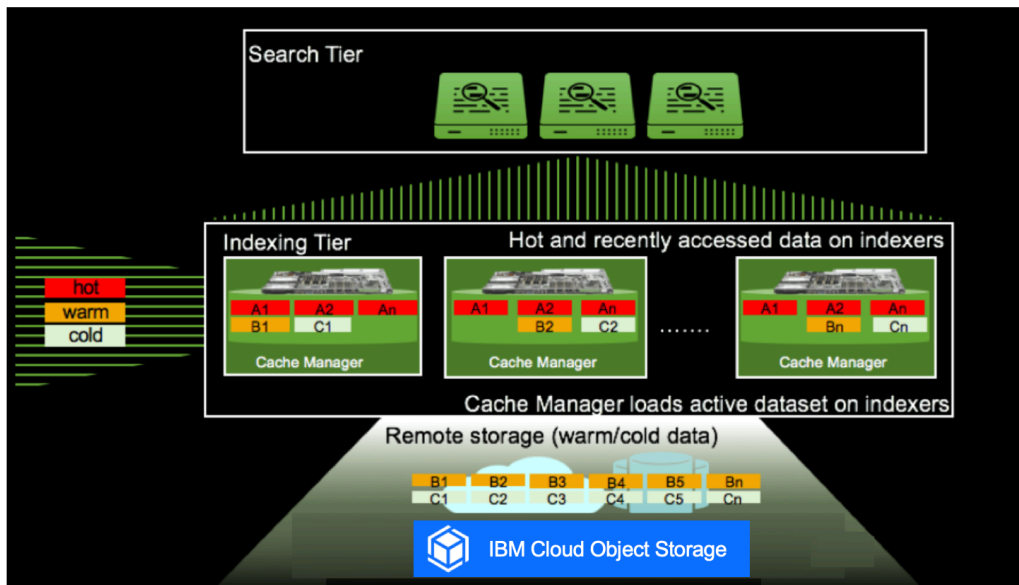 Search Tier
Indexing Tier
Hot and recently accessed data on indexers
hot
warm
cold
A1 A2 An
B1 C1
Cache Manager
A1 A2 An
B2 C2
Cache Manager
.......
A1 A2 An
Bn Cn
Cache Manager
Cache Manager loads active dataset on indexers
Remote storage (warm/cold data)
B1 B2 B3 B4 B5 Bn
C1 C2 C3 C4 C5 Cn
IBM Cloud Object Storage